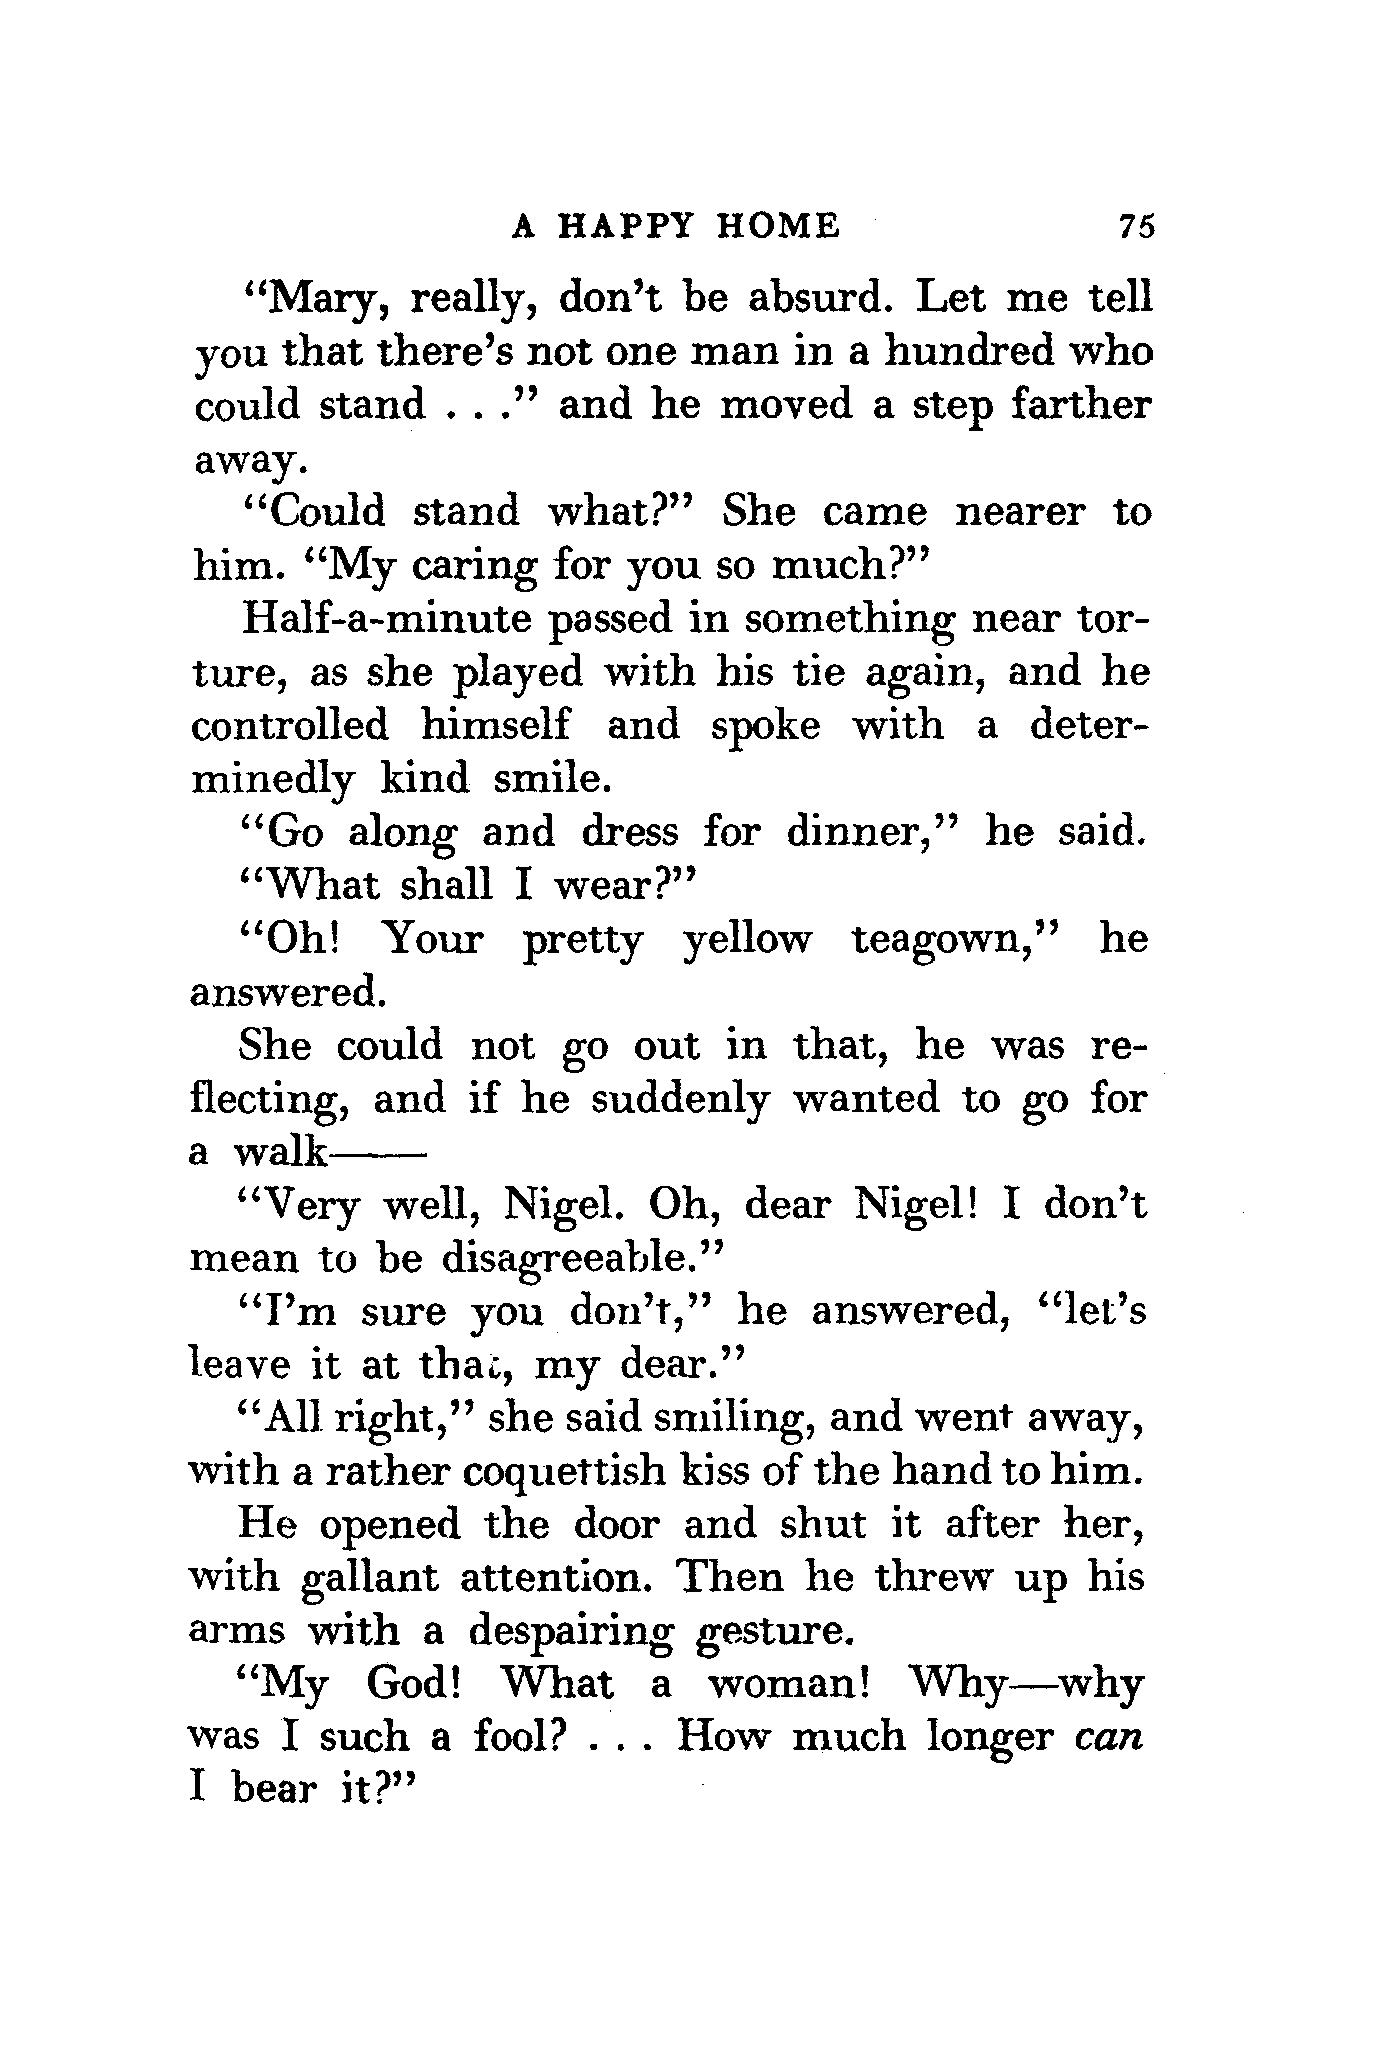 A HAPPY HOME 75
“Mary, really, don’t be absurd. Let me tell
you that there’s not one man in a hundred who
could stand . . .” and he moved a step farther
away.
“Could stand what?” She came nearer to
him. “My caring for you so much?”
Half-a-minute passed in something near tor-
ture, as she played with his tie again, and he
controlled himself and spoke with a deter-
minedly kind smile.
“Go along and dress for dinner,” he said.
“What shall I wear?”
“Oh! Your pretty yellow teagown,” he
answered.
She could not go out in that, he was re-
flecting, and if he suddenly wanted to go for
a walk——
“Very well, Nigel. Oh, dear Nigel! I don’t
mean to be disagreeable.”
“I’m sure you don’t,” he answered, “let’s
leave it at that, my dear.”
“All right,” she said smiling, and went away,
with a rather coquettish kiss of the hand to him.
He opened the door and shut it after her,
with gallant attention. Then he threw up his
arms with a despairing gesture.
“My God! What a woman! Why—why
was I such a fool? . . . How much longer can
I bear it?”